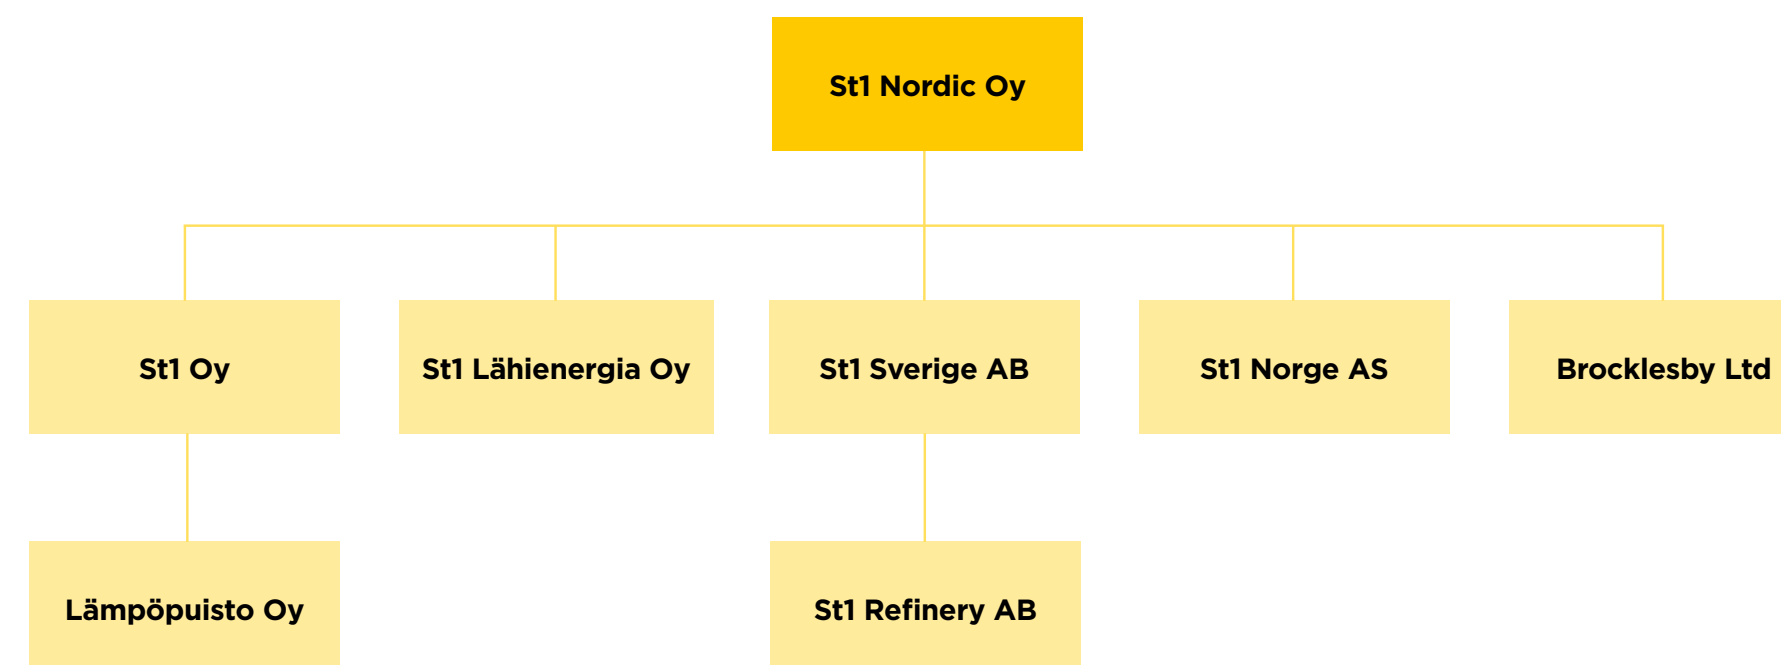 St1 Nordic Oy
St1 Oy
St1 Lähienergia Oy
St1 Sverige AB
St1 Norge AS
Brocklesby Ltd
Lämpöpuisto Oy
St1 Refinery AB